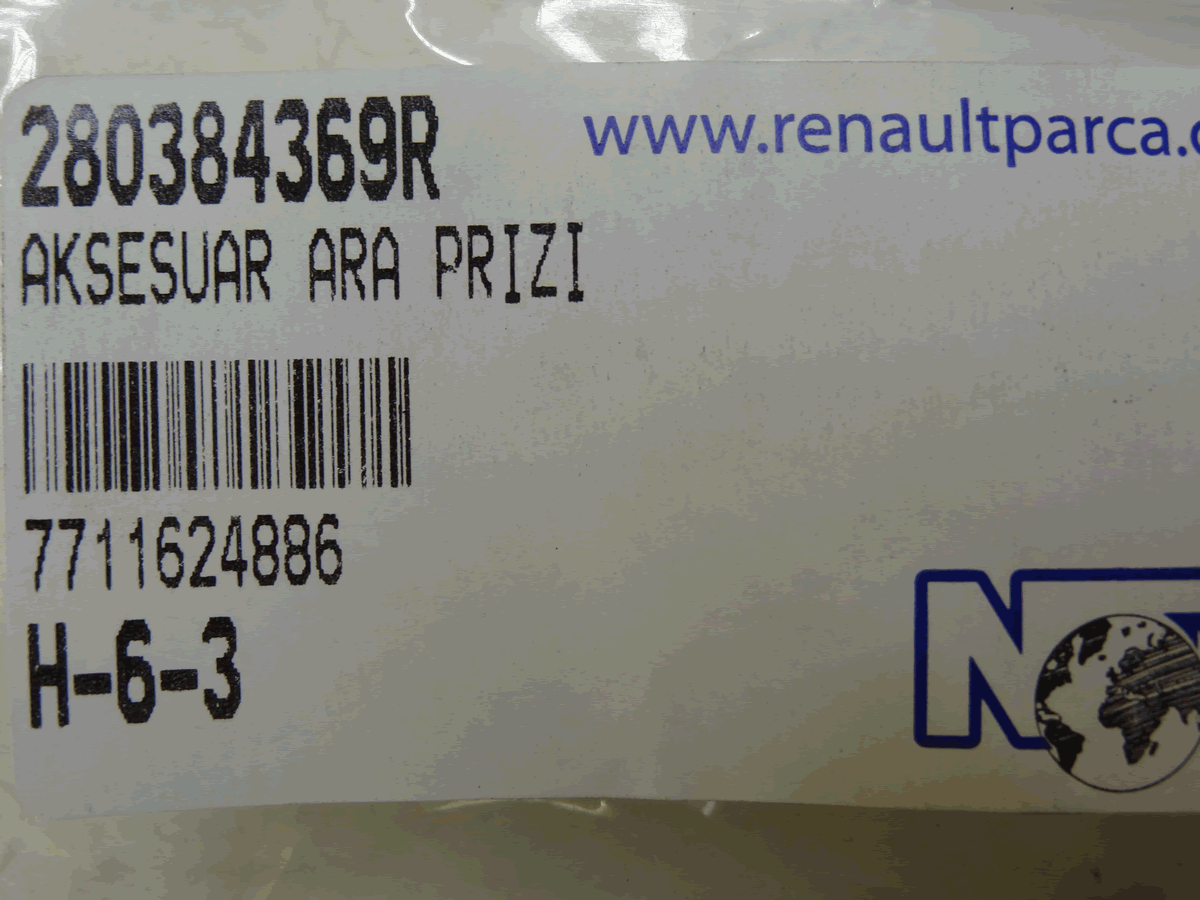 280384369R
www.renaultparca.c
AKSESUAR ARA PRIZI
7711624886
H-6-3